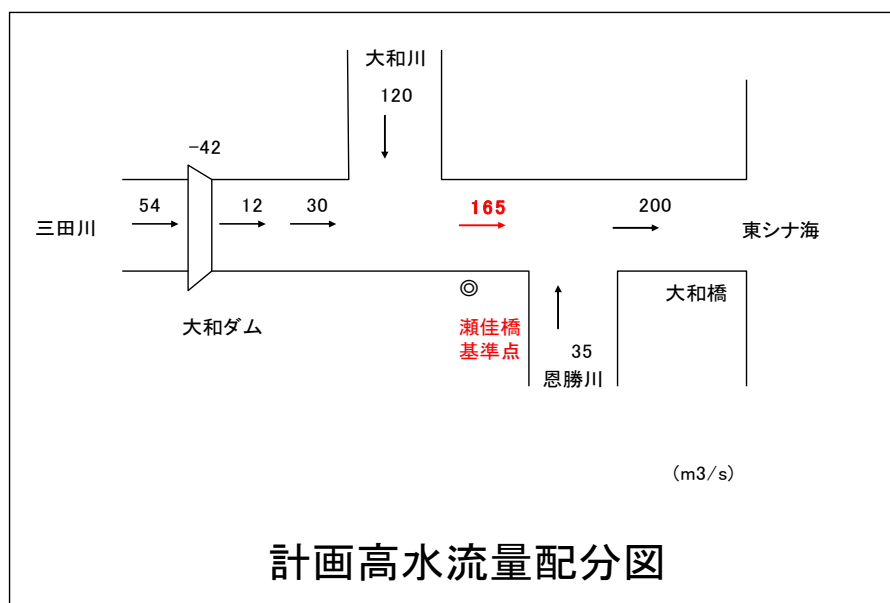 大和川
120
-42
54
12
30
165
200
三田川
東シナ海
大和ダム
瀬佳橋
基準点
大和橋
35
恩勝川
(m3/s)
計画高水流量配分図